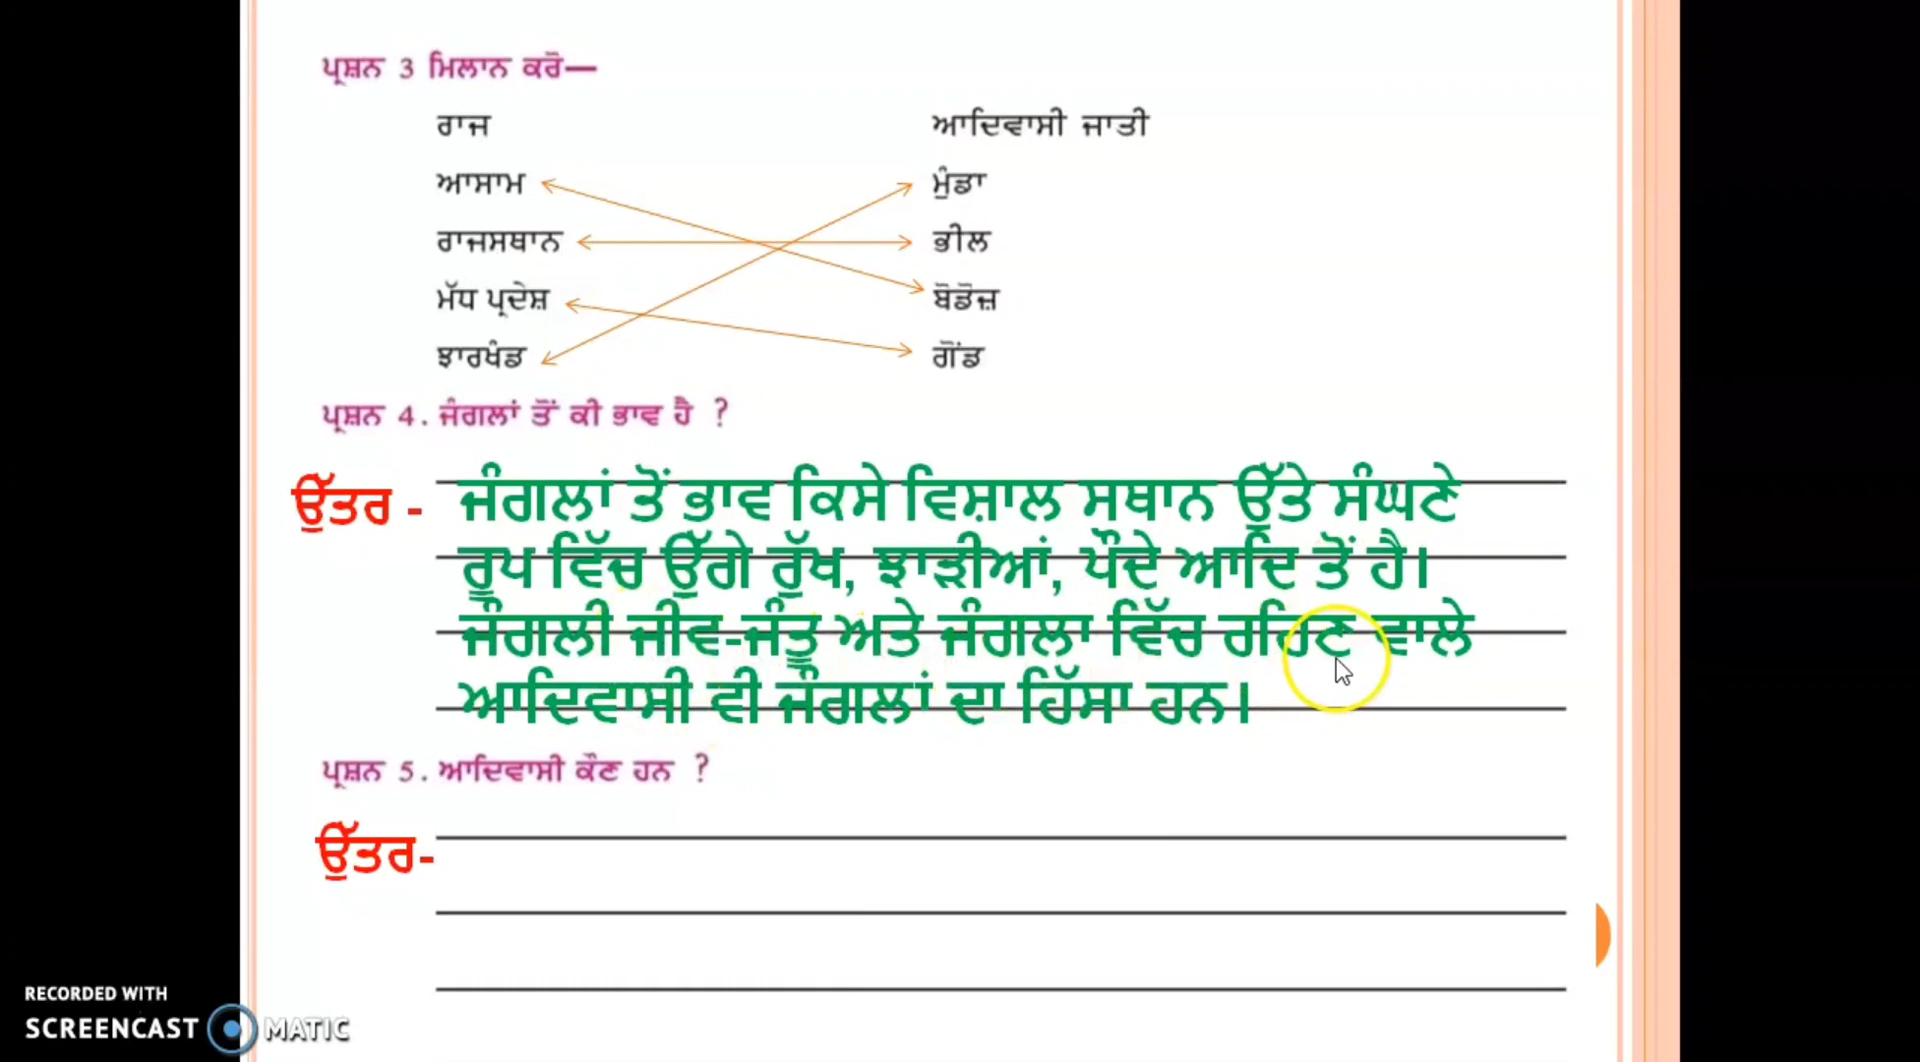 ਪ੍ਰਸ਼ਨ 3 ਮਿਲਾਨ ਕਰੋ—
ਰਾਜ ਆਦਿਵਾਸੀ ਜਾਤੀ
ਆਸਾਮ ਮੁੰਡਾ
ਰਾਜਸਥਾਨ ਭੀਲ
ਮੱਧ ਪ੍ਰਦੇਸ਼ ਬੋਡੋਜ਼
ਝਾਰਖੰਡ ਗੋਂਡ
ਪ੍ਰਸ਼ਨ 4. ਜੰਗਲਾਂ ਤੋਂ ਕੀ ਭਾਵ ਹੈ ?
ਉੱਤਰ - ਜੰਗਲਾਂ ਤੋਂ ਭਾਵ ਕਿਸੇ ਵਿਸ਼ਾਲ ਸਥਾਨ ਉੱਤੇ ਸੰਘਣੇ
ਰੂਪ ਵਿੱਚ ਉੱਗੇ ਰੁੱਖ, ਝਾੜੀਆਂ, ਪੌਦੇ ਆਦਿ ਤੋਂ ਹੈ।
ਜੰਗਲੀ ਜੀਵ-ਜੰਤੂ ਅਤੇ ਜੰਗਲਾ ਵਿੱਚ ਰਹਿਣ ਵਾਲੇ
ਆਦਿਵਾਸੀ ਵੀ ਜੰਗਲਾਂ ਦਾ ਹਿੱਸਾ ਹਨ।
ਪ੍ਰਸ਼ਨ 5. ਆਦਿਵਾਸੀ ਕੌਣ ਹਨ ?
ਉੱਤਰ-
RECORDED WITH
SCREENCAST MATIC